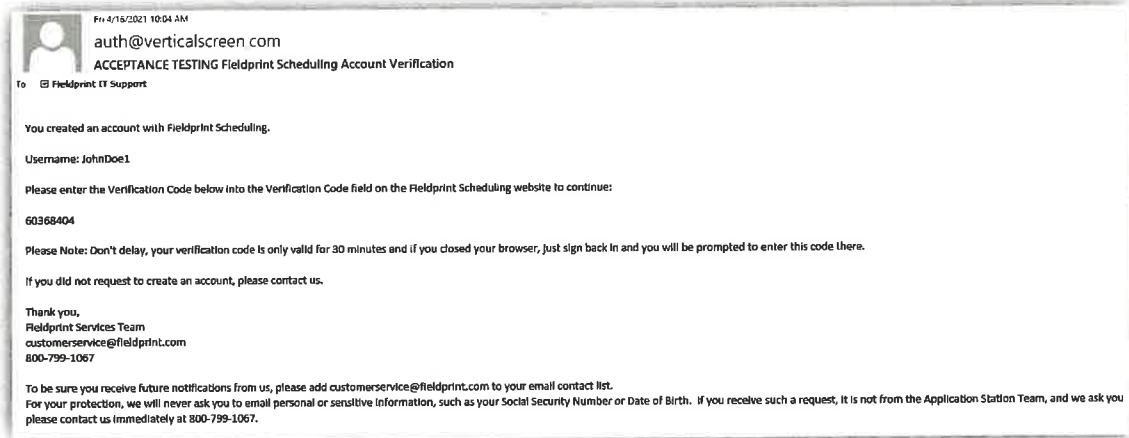 Fri 4/16/2021 10:04 AM
auth@verticalscreen.com
ACCEPTANCE TESTING Fieldprint Scheduling Account Verification
To Fieldprint IT Support
You created an account with Fieldprint Scheduling.
Username: JohnDoe1
Please enter the Verification Code below into the Verification Code field on the Fieldprint Scheduling website to continue:
60368404
Please Note: Don't delay, your verification code is only valid for 30 minutes and if you closed your browser, just sign back in and you will be prompted to enter this code there.
If you did not request to create an account, please contact us.
Thank you,
Fieldprint Services Team
customerservice@fieldprint.com
800-799-1067
To be sure you receive future notifications from us, please add customerservice@fieldprint.com to your email contact list.
For your protection, we will never ask you to email personal or sensitive information, such as your Social Security Number or Date of Birth. If you receive such a request, it is not from the Application Station Team, and we ask you
please contact us immediately at 800-799-1067.